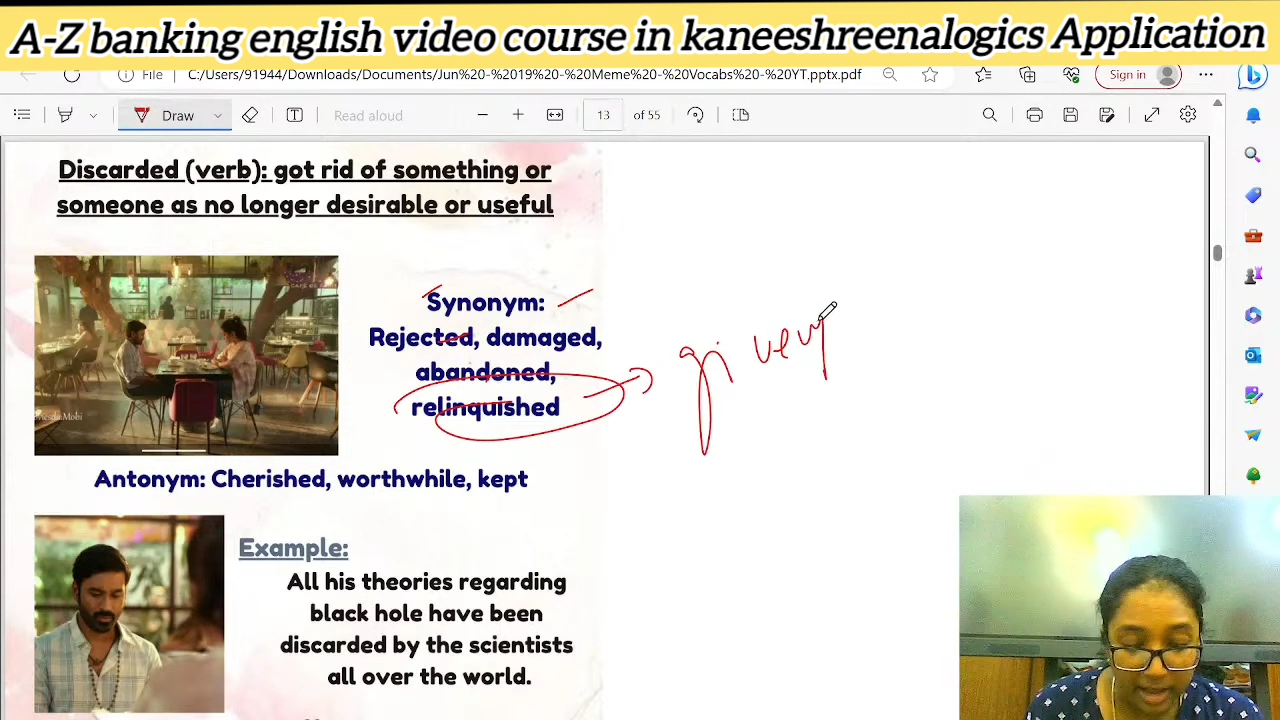 A-Z banking english video course in kaneeshreenalogics Application
File
C:/Users/91944/Downloads/Documents/Jun%20-%2019%20-%20Meme%20-%20Vocabs%20-%20YT.pptx.pdf
Sign in
Draw
Read aloud
13 of 55
Discarded (verb): got rid of something or
someone as no longer desirable or useful
Synonym:
Rejected, damaged,
abandoned,
relinquished
Antonym: Cherished, worthwhile, kept
Example:
All his theories regarding
black hole have been
discarded by the scientists
all over the world.